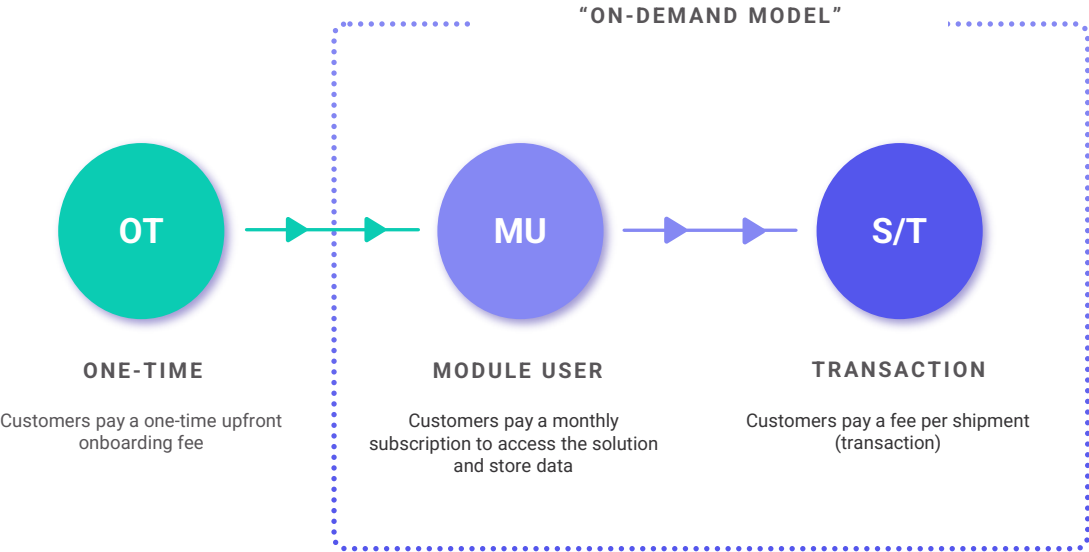 “ON-DEMAND MODEL”
OT
MU
S/T
ONE-TIME
MODULE USER
TRANSACTION
Customers pay a one-time upfront
onboarding fee
Customers pay a monthly
subscription to access the solution
and store data
Customers pay a fee per shipment
(transaction)